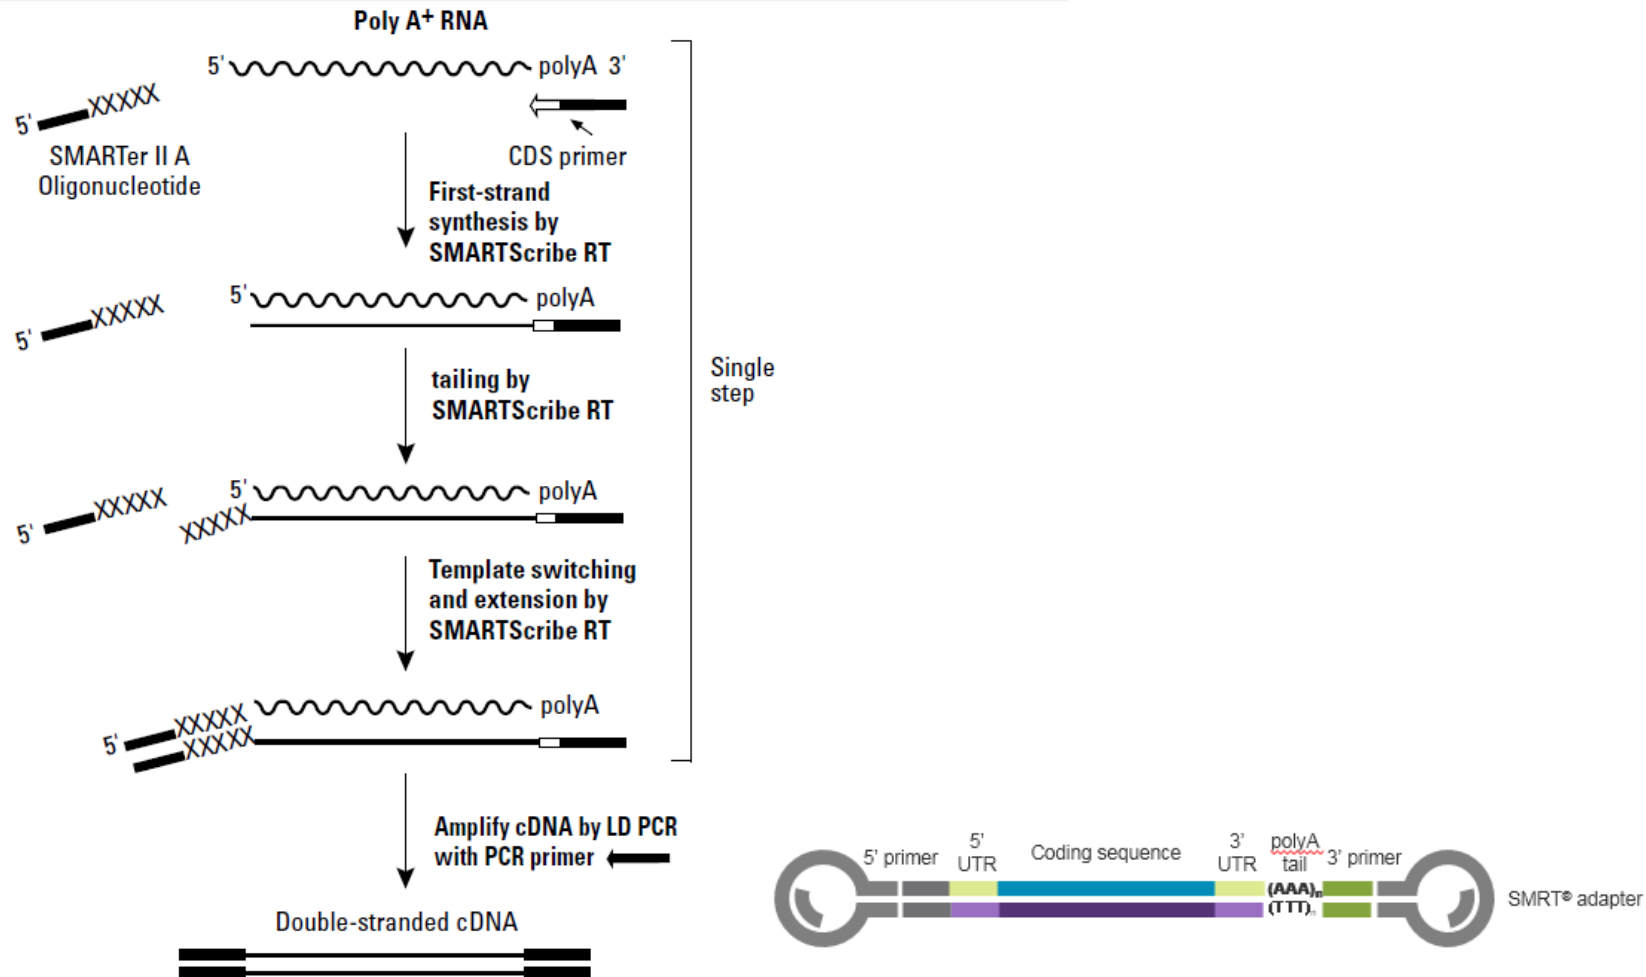 Poly A+ RNA
5'
polyA 3'
5'
XXXXX
SMARTer II A
Oligonucleotide
CDS primer
First-strand
synthesis by
SMARTScribe RT
5'
polyA
5'
XXXXX
Single
step
tailing by
SMARTScribe RT
5'
polyA
5'
XXXXX
XXXXX
Template switching
and extension by
SMARTScribe RT
polyA
5'
XXXXX
XXXXX
Amplify cDNA by LD PCR
with PCR primer
Double-stranded cDNA
5' primer
5'
UTR
Coding sequence
3'
UTR
polyA
tail
3' primer
(AAA)n
(TTT)n
SMRT® adapter